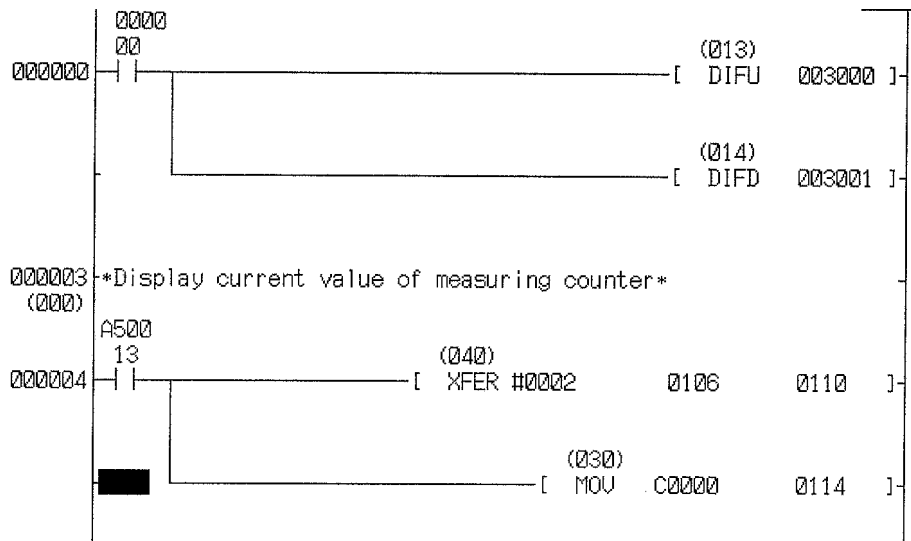 0000
00
000000
(013)
[ DIFU 003000 ]
(014)
[ DIFD 003001 ]
000003 *Display current value of measuring counter*
(000)
A500
13
000004
(040)
[ XFER #0002 0106 0110 ]
(030)
[ MOV C0000 0114 ]